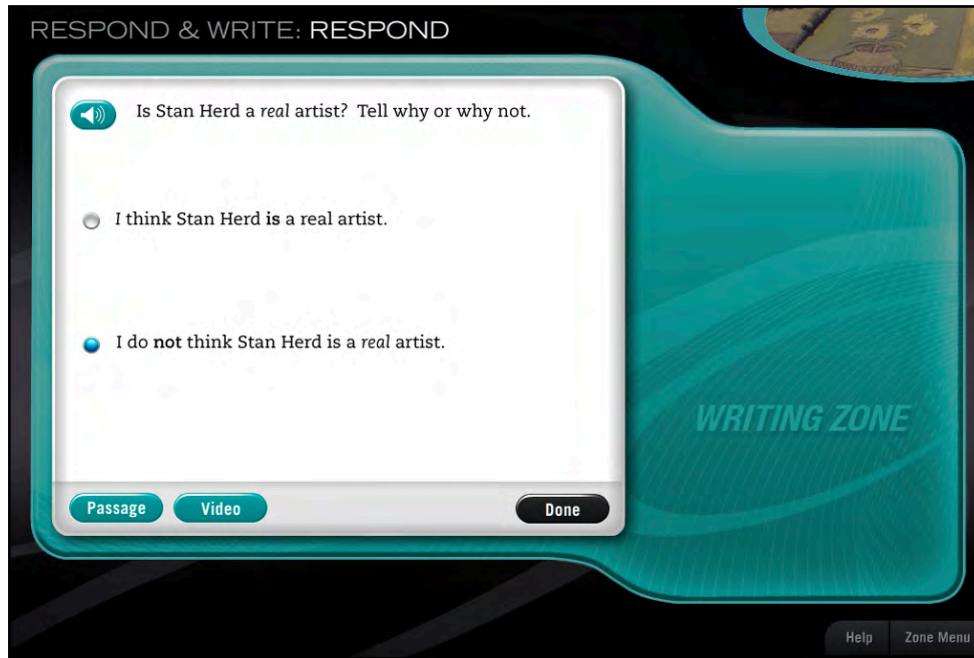 RESPOND & WRITE: RESPOND
Is Stan Herd a real artist? Tell why or why not.
I think Stan Herd is a real artist.
I do not think Stan Herd is a real artist.
WRITING ZONE
Passage
Video
Done
Help
Zone Menu